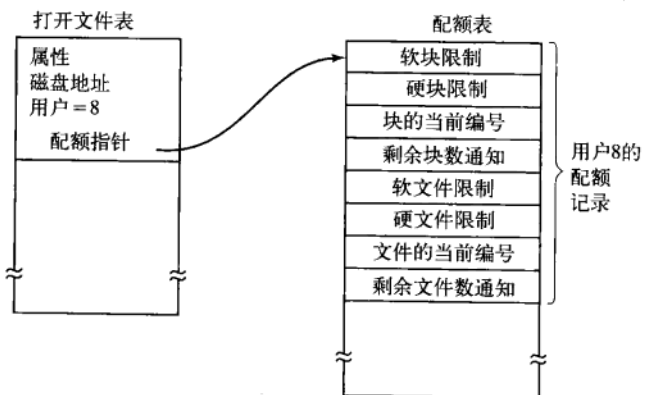 打开文件表
属性
磁盘地址
用户=8
配额指针
配额表
软块限制
硬块限制
块的当前编号
剩余块数通知
软文件限制
硬文件限制
文件的当前编号
剩余文件数通知
用户8的
配额
记录